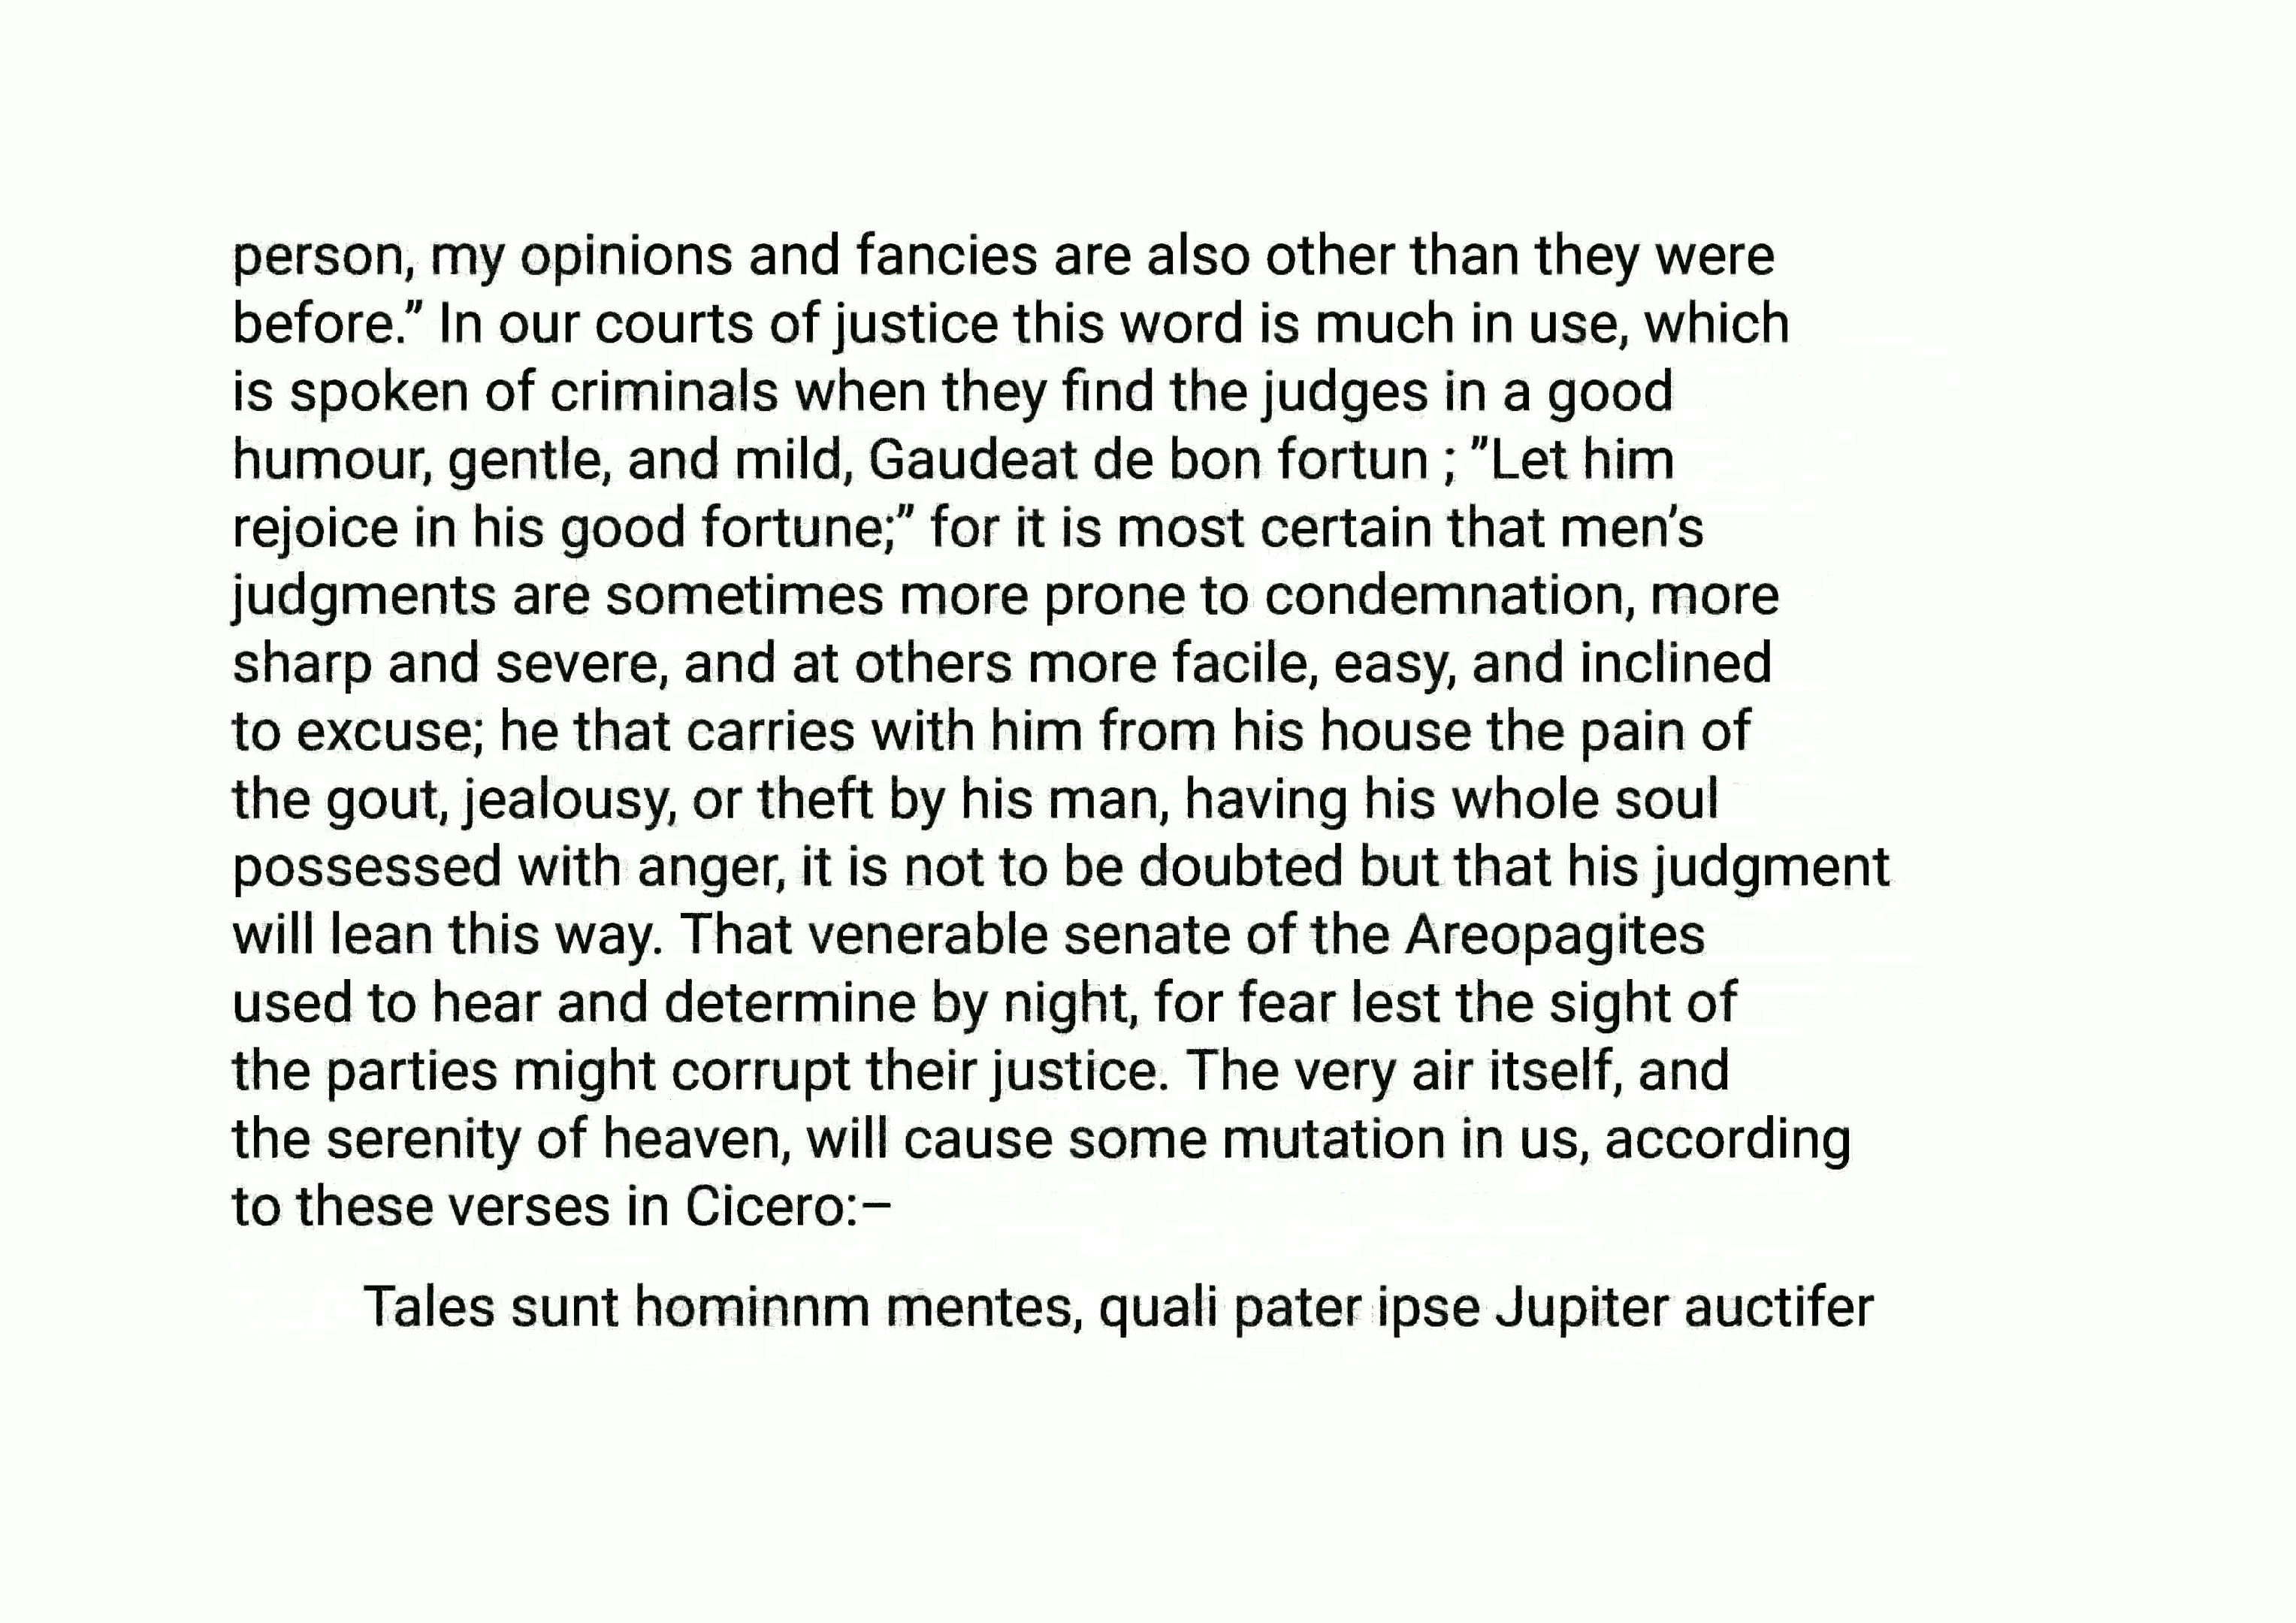 person, my opinions and fancies are also other than they were
before.” In our courts of justice this word is much in use, which
is spoken of criminals when they find the judges in a good
humour, gentle, and mild, Gaudeat de bon fortun ; ”Let him
rejoice in his good fortune;” for it is most certain that men’s
judgments are sometimes more prone to condemnation, more
sharp and severe, and at others more facile, easy, and inclined
to excuse; he that carries with him from his house the pain of
the gout, jealousy, or theft by his man, having his whole soul
possessed with anger, it is not to be doubted but that his judgment
will lean this way. That venerable senate of the Areopagites
used to hear and determine by night, for fear lest the sight of
the parties might corrupt their justice. The very air itself, and
the serenity of heaven, will cause some mutation in us, according
to these verses in Cicero:–
Tales sunt hominnm mentes, quali pater ipse Jupiter auctifer